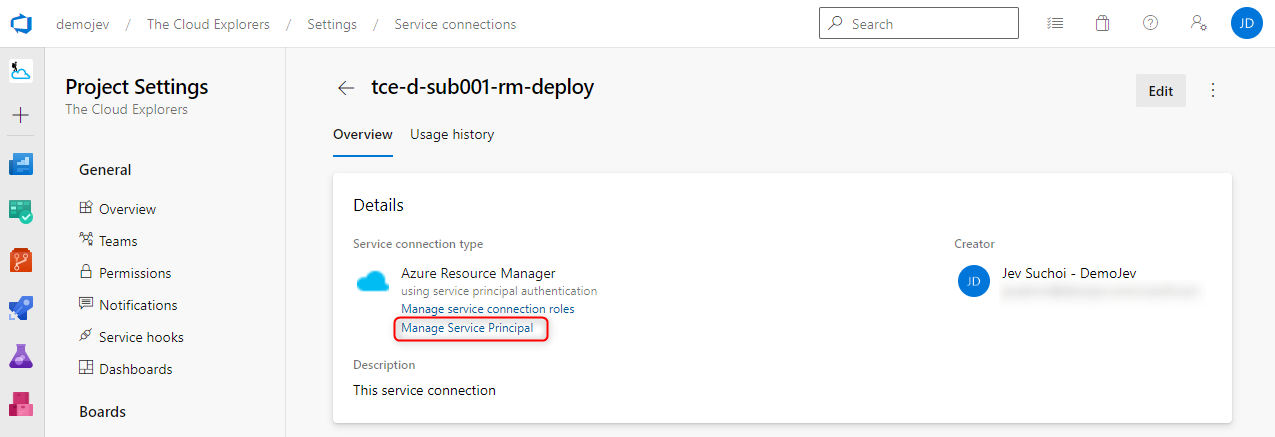 demojev / The Cloud Explorers / Settings / Service connections Search JD
Project Settings
The Cloud Explorers
General
Overview
Teams
Permissions
Notifications
Service hooks
Dashboards
Boards
tce-d-sub001-rm-deploy
Edit
Overview Usage history
Details
Service connection type
Azure Resource Manager
using service principal authentication
Manage service connection roles
Manage Service Principal
Creator
JD Jev Suchoi - DemoJev
Description
This service connection